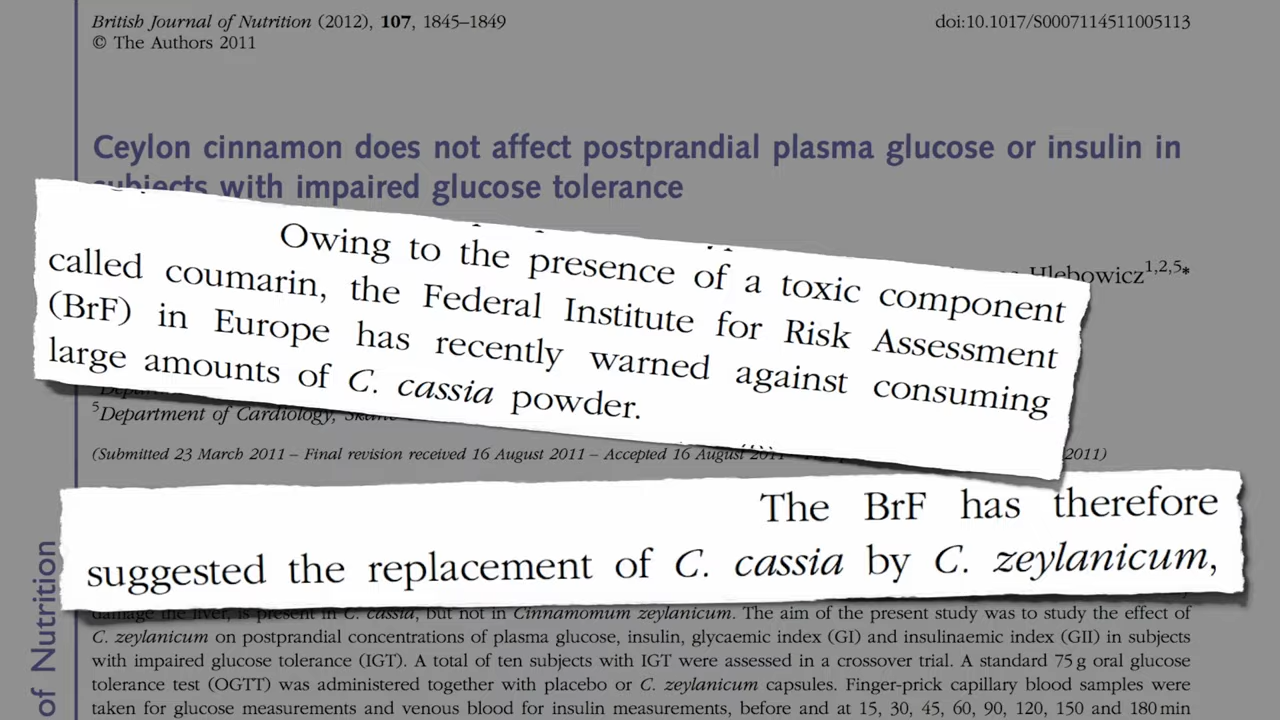 British Journal of Nutrition (2012), 107, 1845–1849
doi:10.1017/S0007114511005113
© The Authors 2011
Ceylon cinnamon does not affect postprandial plasma glucose or insulin in
subjects with impaired glucose tolerance
Hlebowicz1,2,5*
Owing to the presence of a toxic component
called coumarin, the Federal Institute for Risk Assessment
(BrF) in Europe has recently warned against consuming
large amounts of C. cassia powder.
5Department of Cardiology,
(Submitted 23 March 2011 – Final revision received 16 August 2011 – Accepted 16 August 2011 – 2011)
The BrF has therefore
suggested the replacement of C. cassia by C. zeylanicum,
damage the liver, is present in C. cassia, but not in Cinnamomum zeylanicum. The aim of the present study was to study the effect of
C. zeylanicum on postprandial concentrations of plasma glucose, insulin, glycaemic index (GI) and insulinaemic index (GII) in subjects
with impaired glucose tolerance (IGT). A total of ten subjects with IGT were assessed in a crossover trial. A standard 75 g oral glucose
tolerance test (OGTT) was administered together with placebo or C. zeylanicum capsules. Finger-prick capillary blood samples were
taken for glucose measurements and venous blood for insulin measurements, before and at 15, 30, 45, 60, 90, 120, 150 and 180 min
of Nutrition